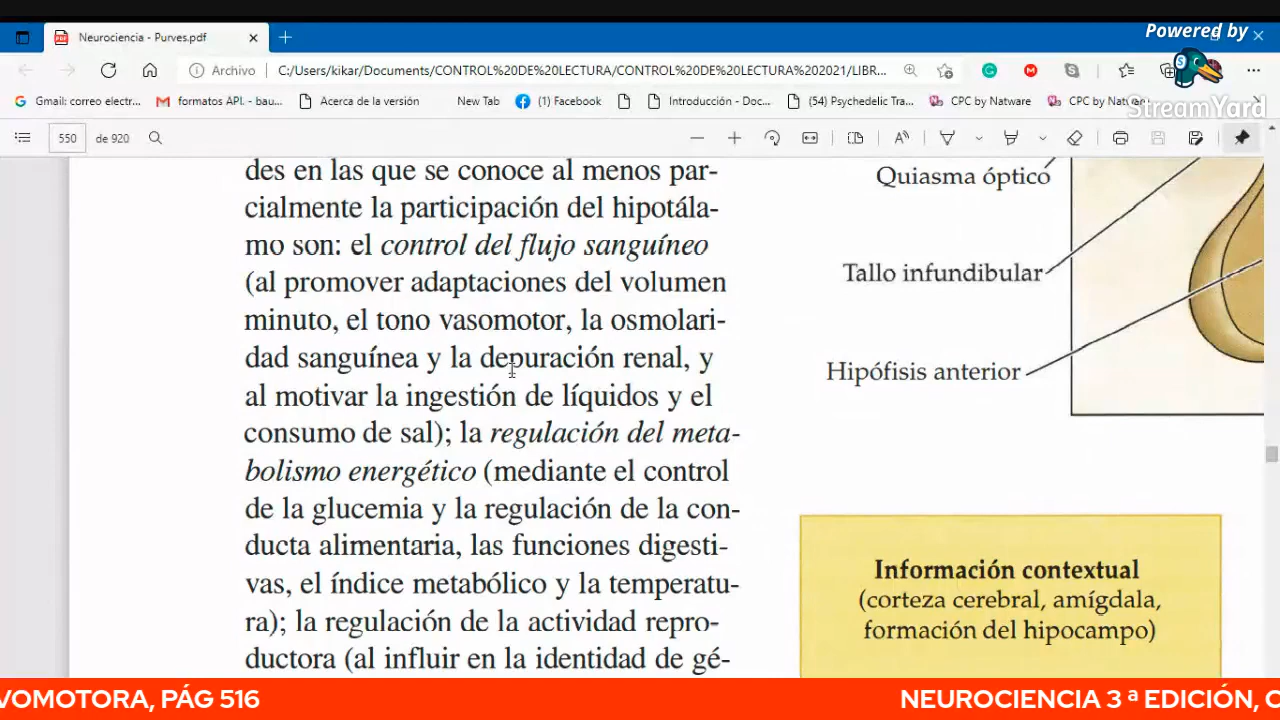 Powered by
Neurociencia - Purves.pdf
Archivo
C:/Users/kikar/Documents/CONTROL%20DE%20LECTURA/CONTROL%20DE%20LECTURA%202021/LIBR...
StreamYard
Gmail: correo electr...
formatos API. - bau...
Acerca de la versión
New Tab
(1) Facebook
Introducción - Doc...
(54) Psychedelic Tra...
CPC by Natware
CPC by Natware
550
de 920
des en las que se conoce al menos par-
cialmente la participación del hipotála-
mo son: el control del flujo sanguíneo
(al promover adaptaciones del volumen
minuto, el tono vasomotor, la osmolari-
dad sanguínea y la depuración renal, y
al motivar la ingestión de líquidos y el
consumo de sal); la regulación del meta-
bolismo energético (mediante el control
de la glucemia y la regulación de la con-
ducta alimentaria, las funciones digesti-
vas, el índice metabólico y la temperatu-
ra); la regulación de la actividad repro-
ductora (al influir en la identidad de gé-
Quiasma óptico
Tallo infundibular
Hipófisis anterior
Información contextual
(corteza cerebral, amígdala,
formación del hipocampo)
VOMOTORA, PÁG 516
NEUROCIENCIA 3 ª EDICIÓN, C